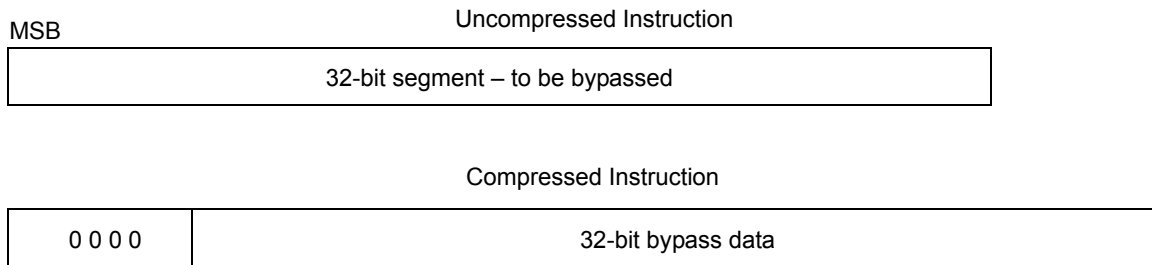 Uncompressed Instruction
MSB
32-bit segment – to be bypassed
Compressed Instruction
0 0 0 0
32-bit bypass data